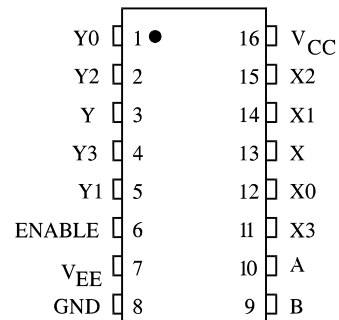 Y0 1 16 VCC
Y2 2 15 X2
Y 3 14 X1
Y3 4 13 X
Y1 5 12 X0
ENABLE 6 11 X3
VEE 7 10 A
GND 8 9 B